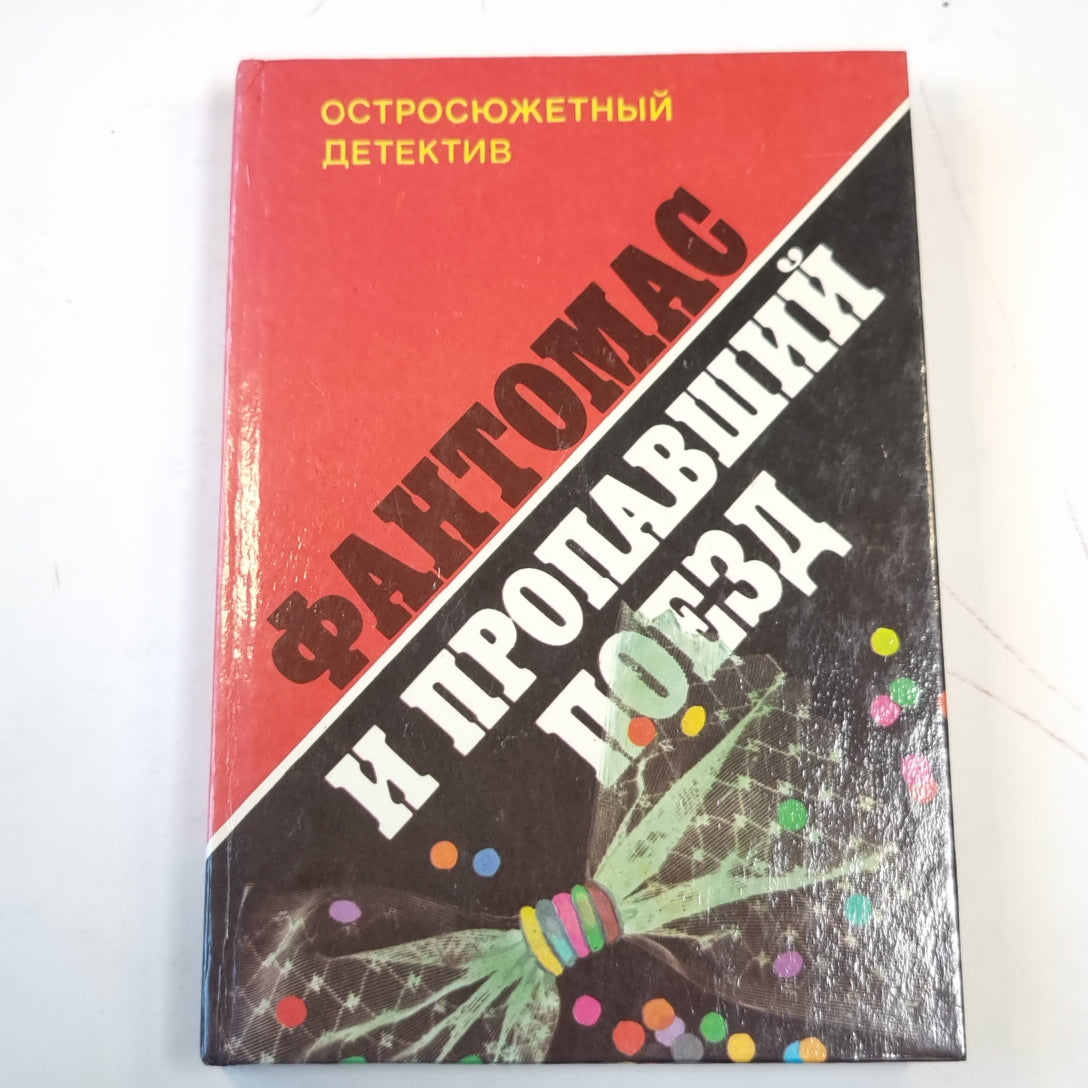 ОСТРОСЮЖЕТНЫЙ
ДЕТЕКТИВ
ФАНТОМАС
И ПРОПАВШИЙ
ПОЕЗД